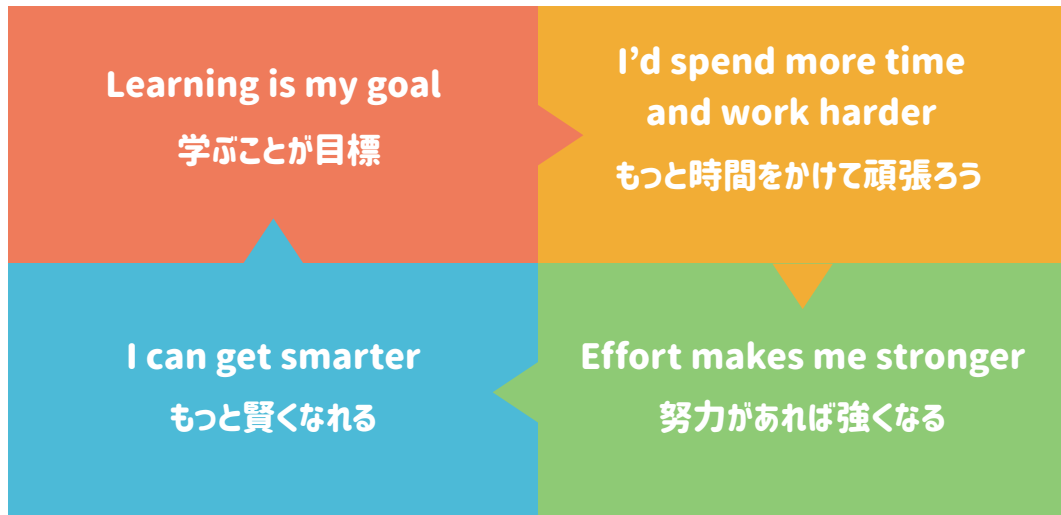 Learning is my goal
学ぶことが目標
I’d spend more time
and work harder
もっと時間をかけて頑張ろう
I can get smarter
もっと賢くなれる
Effort makes me stronger
努力があれば強くなる